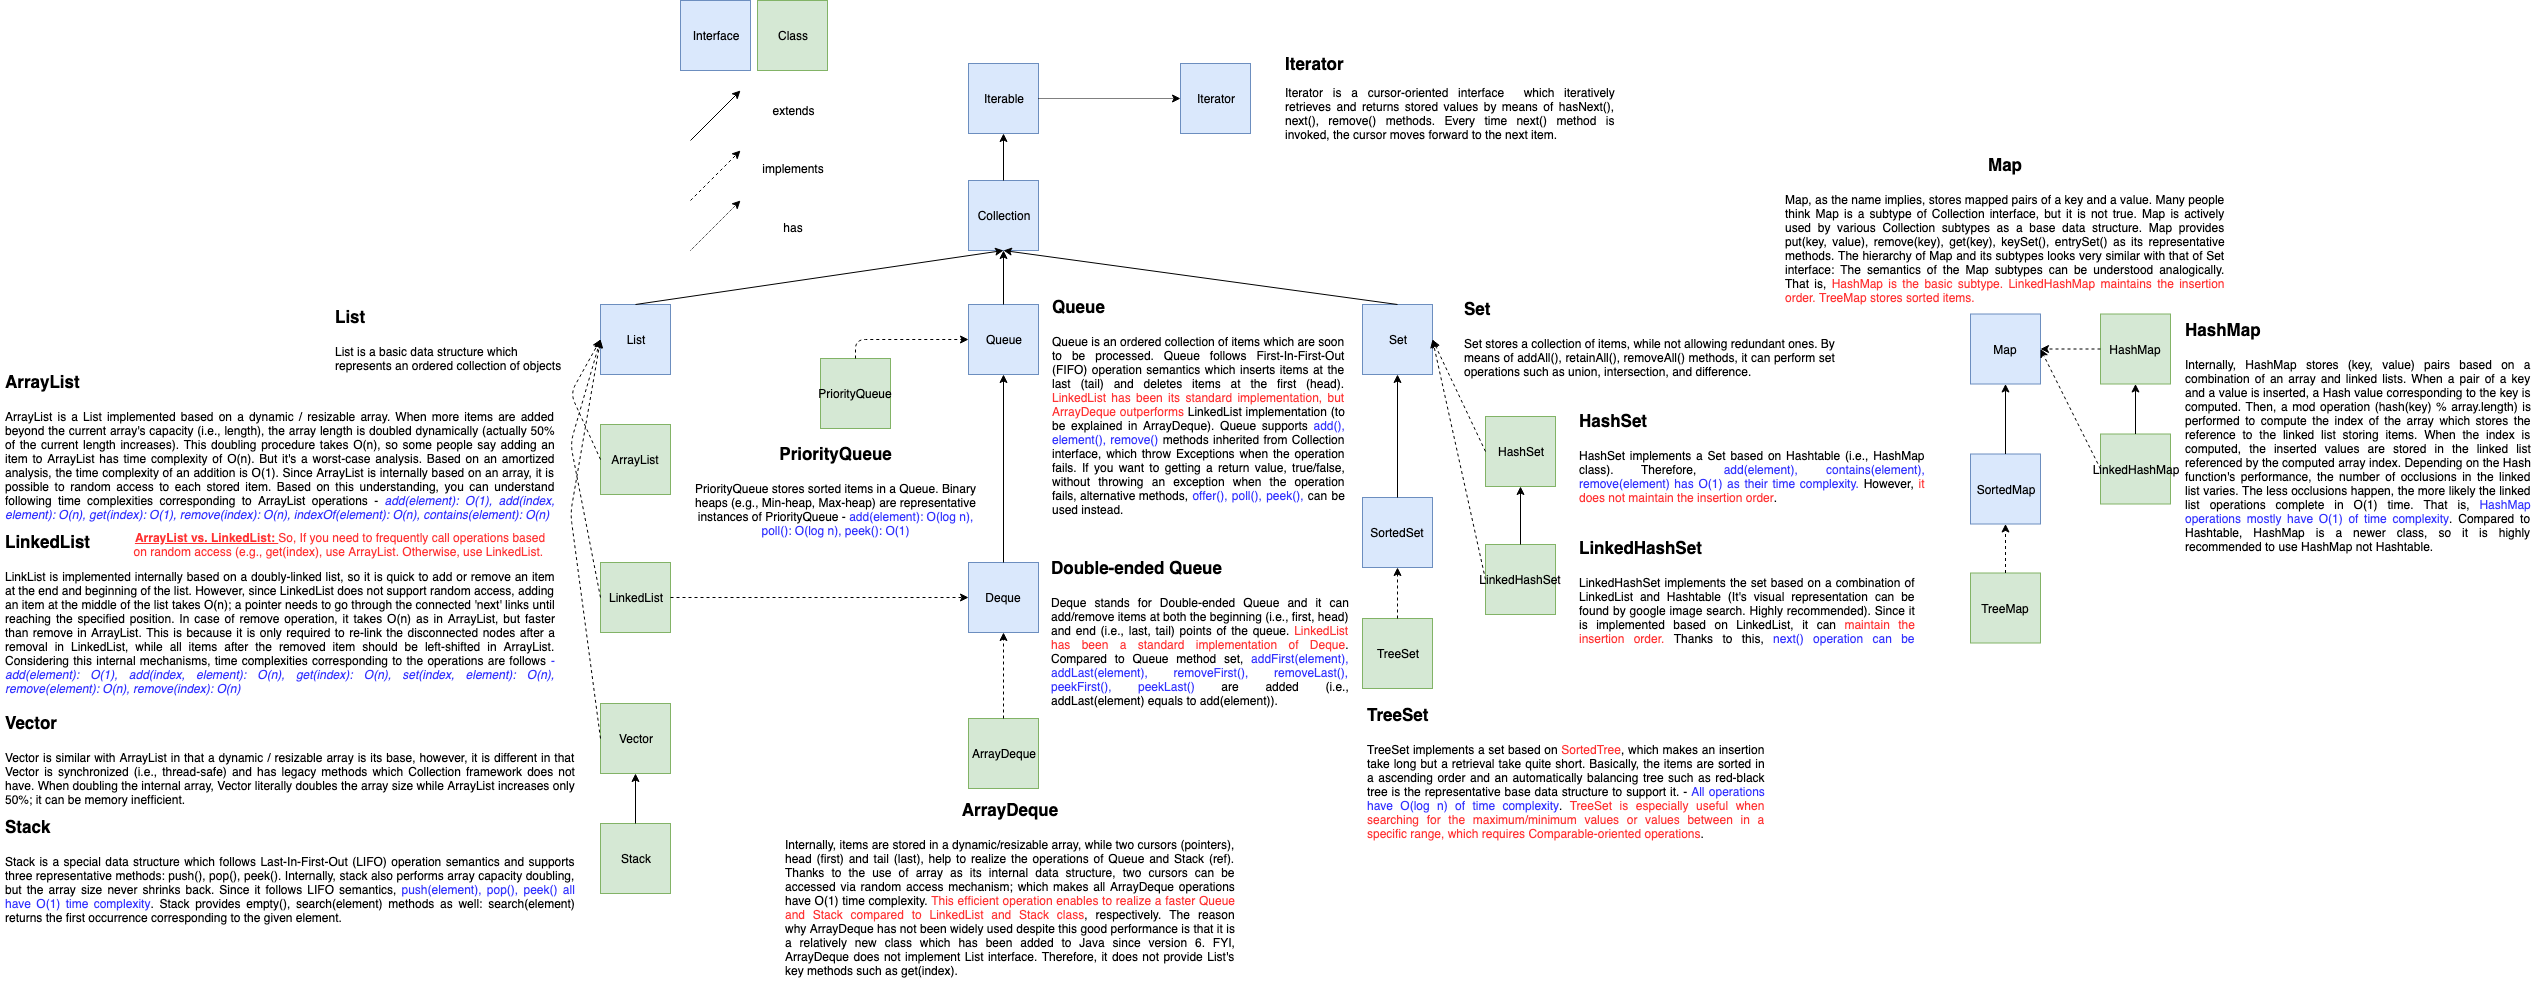 Interface
Class
extends
implements
has
Iterable
Iterator
Collection
Iterator
Iterator is a cursor-oriented interface which iteratively
retrieves and returns stored values by means of hasNext(),
next(), remove() methods. Every time next() method is
invoked, the cursor moves forward to the next item.
Map
Map, as the name implies, stores mapped pairs of a key and a value. Many people
think Map is a subtype of Collection interface, but it is not true. Map is actively
used by various Collection subtypes as a base data structure. Map provides
put(key, value), remove(key), get(key), keySet(), entrySet() as its representative
methods. The hierarchy of Map and its subtypes looks very similar with that of Set
interface: The semantics of the Map subtypes can be understood analogically.
That is, HashMap is the basic subtype. LinkedHashMap maintains the insertion
order. TreeMap stores sorted items.
List
List is a basic data structure which
represents an ordered collection of objects
List
ArrayList
ArrayList is a List implemented based on a dynamic / resizable array. When more items are added
beyond the current array's capacity (i.e., length), the array length is doubled dynamically (actually 50%
of the current length increases). This doubling procedure takes O(n), so some people say adding an
item to ArrayList has time complexity of O(n). But it's a worst-case analysis. Based on an amortized
analysis, the time complexity of an addition is O(1). Since ArrayList is internally based on an array, it is
possible to random access to each stored item. Based on this understanding, you can understand
following time complexities corresponding to ArrayList operations - add(element): O(1), add(index,
element): O(n), get(index): O(1), remove(index): O(n), indexOf(element): O(n), contains(element): O(n)
ArrayList
LinkedList
ArrayList vs. LinkedList: So, If you need to frequently call operations based
on random access (e.g., get(index), use ArrayList. Otherwise, use LinkedList.
LinkList is implemented internally based on a doubly-linked list, so it is quick to add or remove an item
at the end and beginning of the list. However, since LinkedList does not support random access, adding
an item at the middle of the list takes O(n); a pointer needs to go through the connected 'next' links until
reaching the specified position. In case of remove operation, it takes O(n) as in ArrayList, but faster
than remove in ArrayList. This is because it is only required to re-link the disconnected nodes after a
removal in LinkedList, while all items after the removed item should be left-shifted in ArrayList.
Considering this internal mechanisms, time complexities corresponding to the operations are follows -
add(element): O(1), add(index, element): O(n), get(index): O(n), set(index, element): O(n),
remove(element): O(n), remove(index): O(n)
LinkedList
Vector
Vector is similar with ArrayList in that a dynamic / resizable array is its base, however, it is different in that
Vector is synchronized (i.e., thread-safe) and has legacy methods which Collection framework does not
have. When doubling the internal array, Vector literally doubles the array size while ArrayList increases only
50%; it can be memory inefficient.
Vector
Stack
Stack is a special data structure which follows Last-In-First-Out (LIFO) operation semantics and supports
three representative methods: push(), pop(), peek(). Internally, stack also performs array capacity doubling,
but the array size never shrinks back. Since it follows LIFO semantics, push(element), pop(), peek() all
have O(1) time complexity. Stack provides empty(), search(element) methods as well: search(element)
returns the first occurrence corresponding to the given element.
Stack
Queue
PriorityQueue
PriorityQueue
PriorityQueue stores sorted items in a Queue. Binary
heaps (e.g., Min-heap, Max-heap) are representative
instances of PriorityQueue - add(element): O(log n),
poll(): O(log n), peek(): O(1)
Queue
Queue is an ordered collection of items which are soon
to be processed. Queue follows First-In-First-Out
(FIFO) operation semantics which inserts items at the
last (tail) and deletes items at the first (head).
LinkedList has been its standard implementation, but
ArrayDeque outperforms LinkedList implementation (to
be explained in ArrayDeque). Queue supports add(),
element(), remove() methods inherited from Collection
interface, which throw Exceptions when the operation
fails. If you want to getting a return value, true/false,
without throwing an exception when the operation
fails, alternative methods, offer(), poll(), peek(), can be
used instead.
Deque
Double-ended Queue
Deque stands for Double-ended Queue and it can
add/remove items at both the beginning (i.e., first, head)
and end (i.e., last, tail) points of the queue. LinkedList
has been a standard implementation of Deque.
Compared to Queue method set, addFirst(element),
addLast(element), removeFirst(), removeLast(),
peekFirst(), peekLast() are added (i.e.,
addLast(element) equals to add(element)).
ArrayDeque
ArrayDeque
Internally, items are stored in a dynamic/resizable array, while two cursors (pointers),
head (first) and tail (last), help to realize the operations of Queue and Stack (ref).
Thanks to the use of array as its internal data structure, two cursors can be
accessed via random access mechanism; which makes all ArrayDeque operations
have O(1) time complexity. This efficient operation enables to realize a faster Queue
and Stack compared to LinkedList and Stack class, respectively. The reason
why ArrayDeque has not been widely used despite this good performance is that it is
a relatively new class which has been added to Java since version 6. FYI,
ArrayDeque does not implement List interface. Therefore, it does not provide List's
key methods such as get(index).
Set
Set
Set stores a collection of items, while not allowing redundant ones. By
means of addAll(), retainAll(), removeAll() methods, it can perform set
operations such as union, intersection, and difference.
HashSet
HashSet
HashSet implements a Set based on Hashtable (i.e., HashMap
class). Therefore, add(element), contains(element),
remove(element) has O(1) as their time complexity. However, it
does not maintain the insertion order.
SortedSet
LinkedHashSet
LinkedHashSet
LinkedHashSet implements the set based on a combination of
LinkedList and Hashtable (It's visual representation can be
found by google image search. Highly recommended). Since it
is implemented based on LinkedList, it can maintain the
insertion order. Thanks to this, next() operation can be
TreeSet
TreeSet
TreeSet implements a set based on SortedTree, which makes an insertion
take long but a retrieval take quite short. Basically, the items are sorted in
a ascending order and an automatically balancing tree such as red-black
tree is the representative base data structure to support it. - All operations
have O(log n) of time complexity. TreeSet is especially useful when
searching for the maximum/minimum values or values between in a
specific range, which requires Comparable-oriented operations.
Map
HashMap
SortedMap
LinkedHashMap
TreeMap
HashMap
Internally, HashMap stores (key, value) pairs based on a
combination of an array and linked lists. When a pair of a key
and a value is inserted, a Hash value corresponding to the key is
computed. Then, a mod operation (hash(key) % array.length) is
performed to compute the index of the array which stores the
reference to the linked list storing items. When the index is
computed, the inserted values are stored in the linked list
referenced by the computed array index. Depending on the Hash
function's performance, the number of occlusions in the linked
list varies. The less occlusions happen, the more likely the linked
list operations complete in O(1) time. That is, HashMap
operations mostly have O(1) of time complexity. Compared to
Hashtable, HashMap is a newer class, so it is highly
recommended to use HashMap not Hashtable.